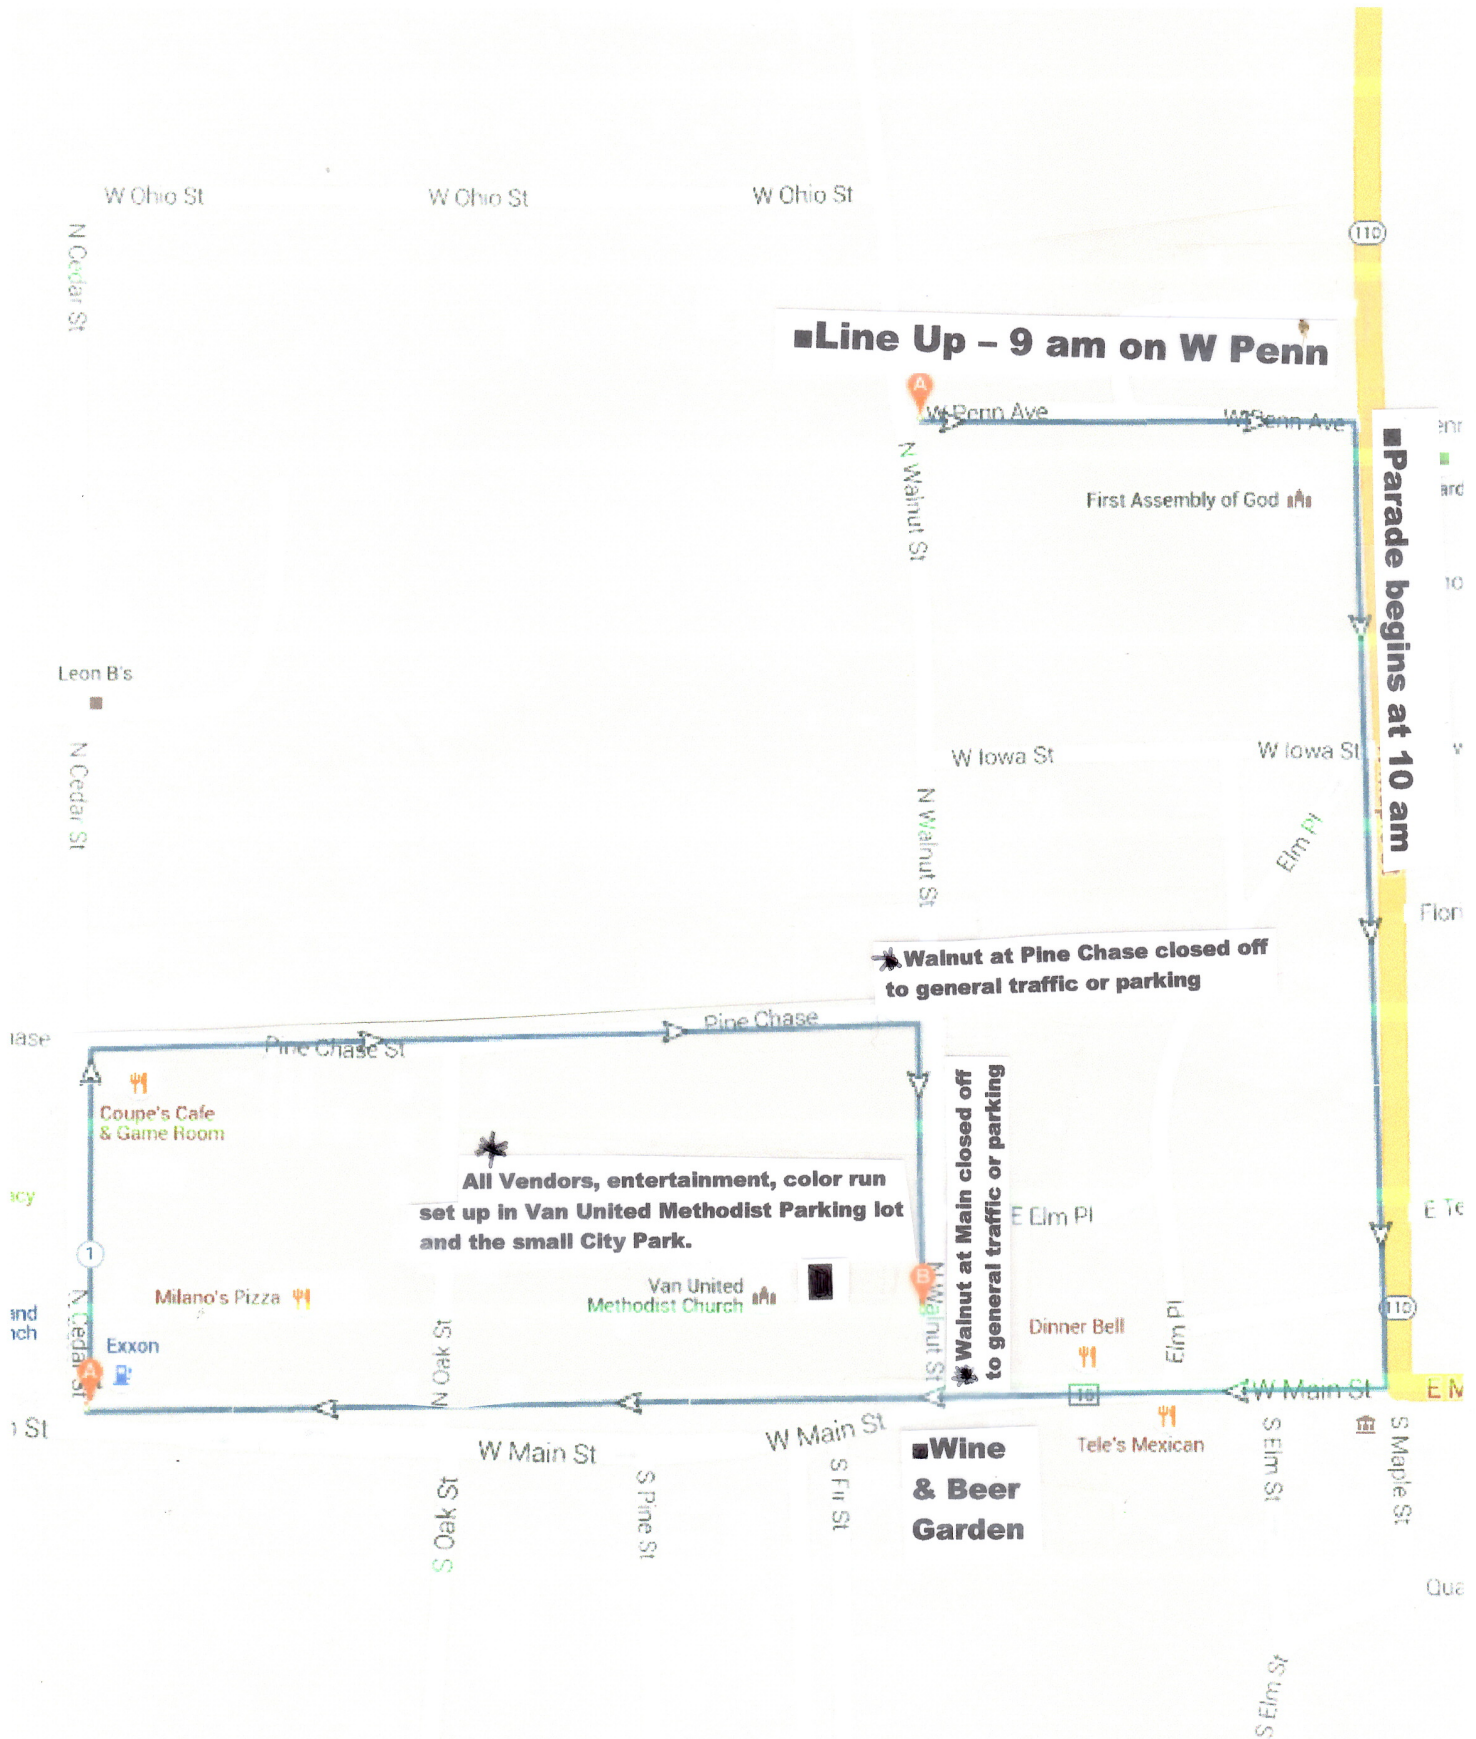 W Ohio St
W Ohio St
W Ohio St
N Cedar St
110
■Line Up – 9 am on W Penn
A
W Penn Ave
W Penn Ave
N Walnut St
First Assembly of God
■Parade begins at 10 am
Leon B's
N Cedar St
W Iowa St
W Iowa St
Elm Pl
N Walnut St
Walnut at Pine Chase closed off
to general traffic or parking
Pine Chase St
Pine Chase
Coupe's Cafe
& Game Room
All Vendors, entertainment, color run
set up in Van United Methodist Parking lot
and the small City Park.
Walnut at Main closed off
to general traffic or parking
E Elm Pl
1
Milano's Pizza
Van United
Methodist Church
B
N Walnut St
Dinner Bell
Elm Pl
110
N Cedar St
Exxon
A
N Oak St
16
W Main St
E M
St
W Main St
W Main St
■Wine
& Beer
Garden
Tele's Mexican
S Elm St
S Maple St
S Oak St
S Pine St
S Fir St
S Elm St